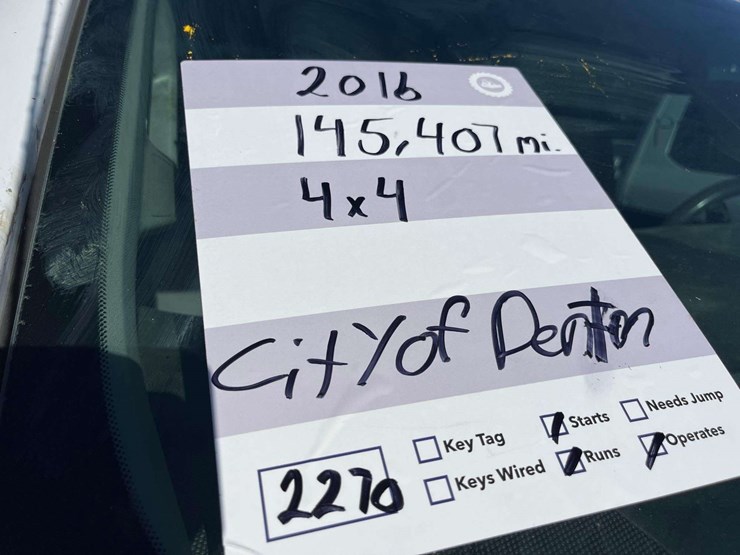 2016
145,407 mi.
4x4
City of Denton
Key Tag Starts Needs Jump
2270 Keys Wired Runs Operates